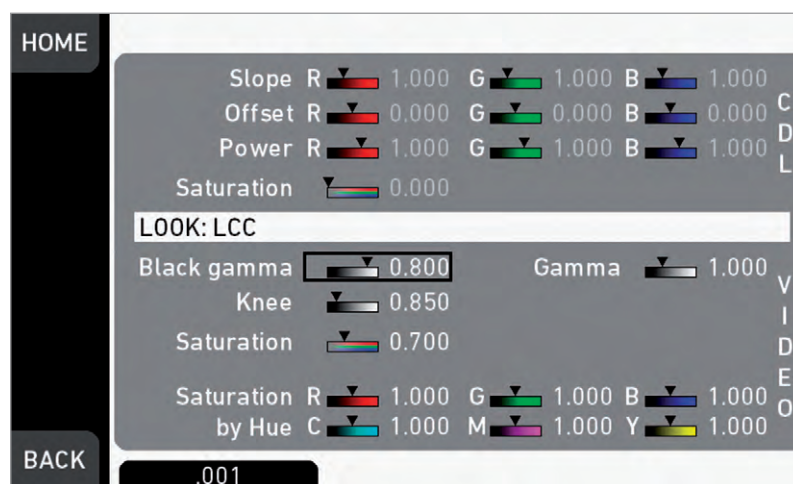 HOME
Slope R 1.000 G 1.000 B 1.000
Offset R 0.000 G 0.000 B 0.000
Power R 1.000 G 1.000 B 1.000
Saturation 0.000
CDL
LOOK: LCC
Black gamma 0.800 Gamma 1.000
Knee 0.850
Saturation 0.700
Saturation R 1.000 G 1.000 B 1.000
by Hue C 1.000 M 1.000 Y 1.000
VIDEO
BACK
.001